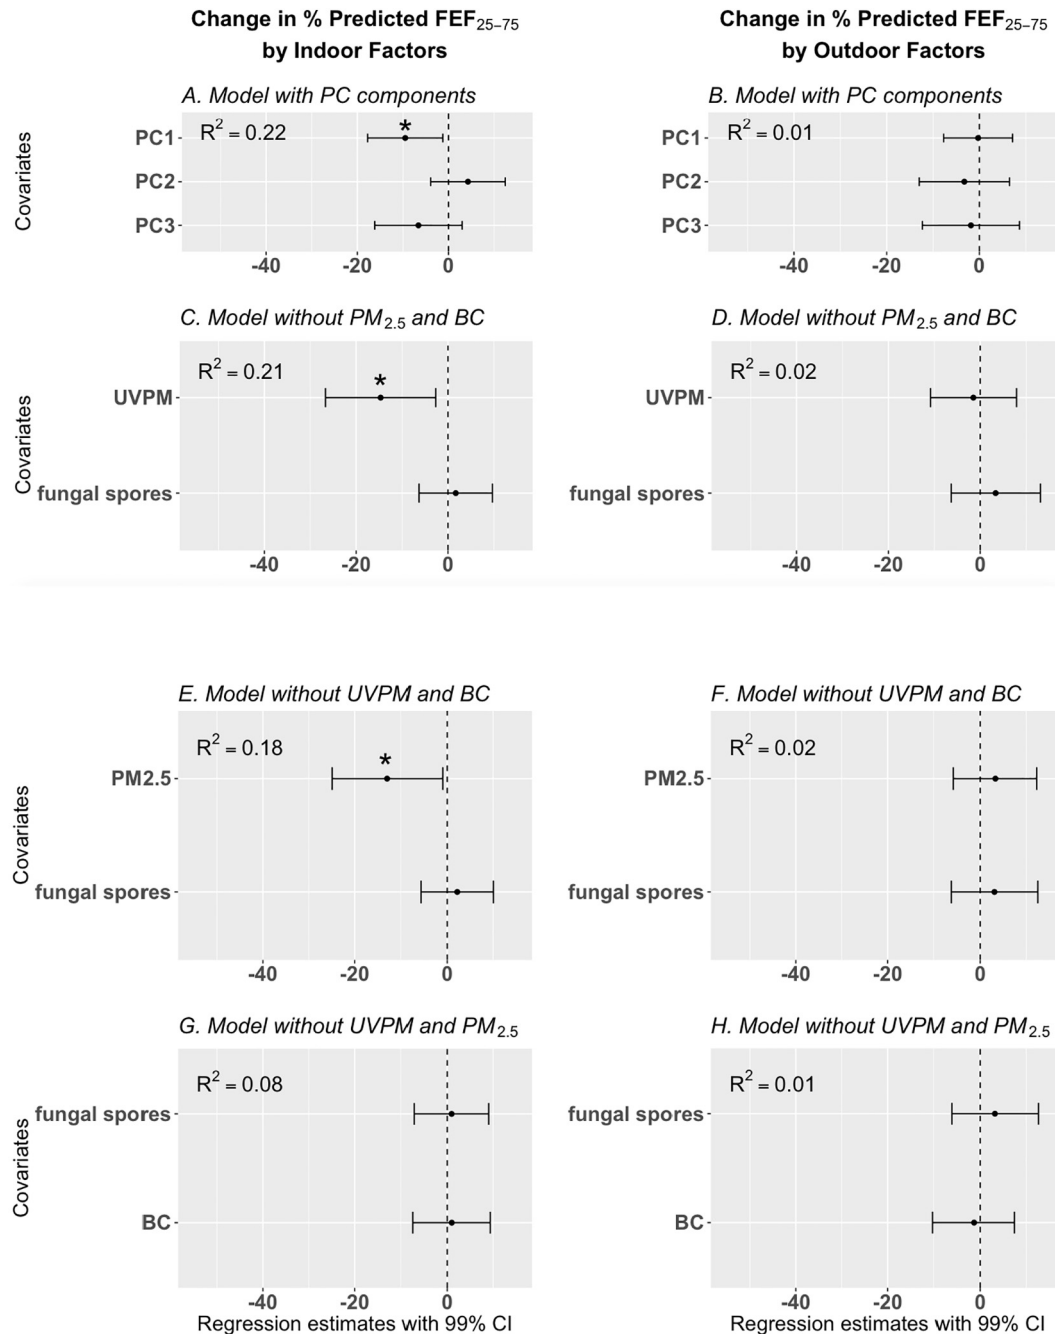 Change in % Predicted FEF25–75
by Indoor Factors
Change in % Predicted FEF25–75
by Outdoor Factors
A. Model with PC components
Covariates
R2 = 0.22
*
PC1
PC2
PC3
-40 -20 0
B. Model with PC components
R2 = 0.01
PC1
PC2
PC3
-40 -20 0
C. Model without PM2.5 and BC
Covariates
R2 = 0.21
*
UVPM
fungal spores
-40 -20 0
D. Model without PM2.5 and BC
R2 = 0.02
UVPM
fungal spores
-40 -20 0
E. Model without UVPM and BC
Covariates
R2 = 0.18
*
PM2.5
fungal spores
-40 -20 0
F. Model without UVPM and BC
R2 = 0.02
PM2.5
fungal spores
-40 -20 0
G. Model without UVPM and PM2.5
Covariates
R2 = 0.08
fungal spores
BC
-40 -20 0
Regression estimates with 99% CI
H. Model without UVPM and PM2.5
R2 = 0.01
fungal spores
BC
-40 -20 0
Regression estimates with 99% CI